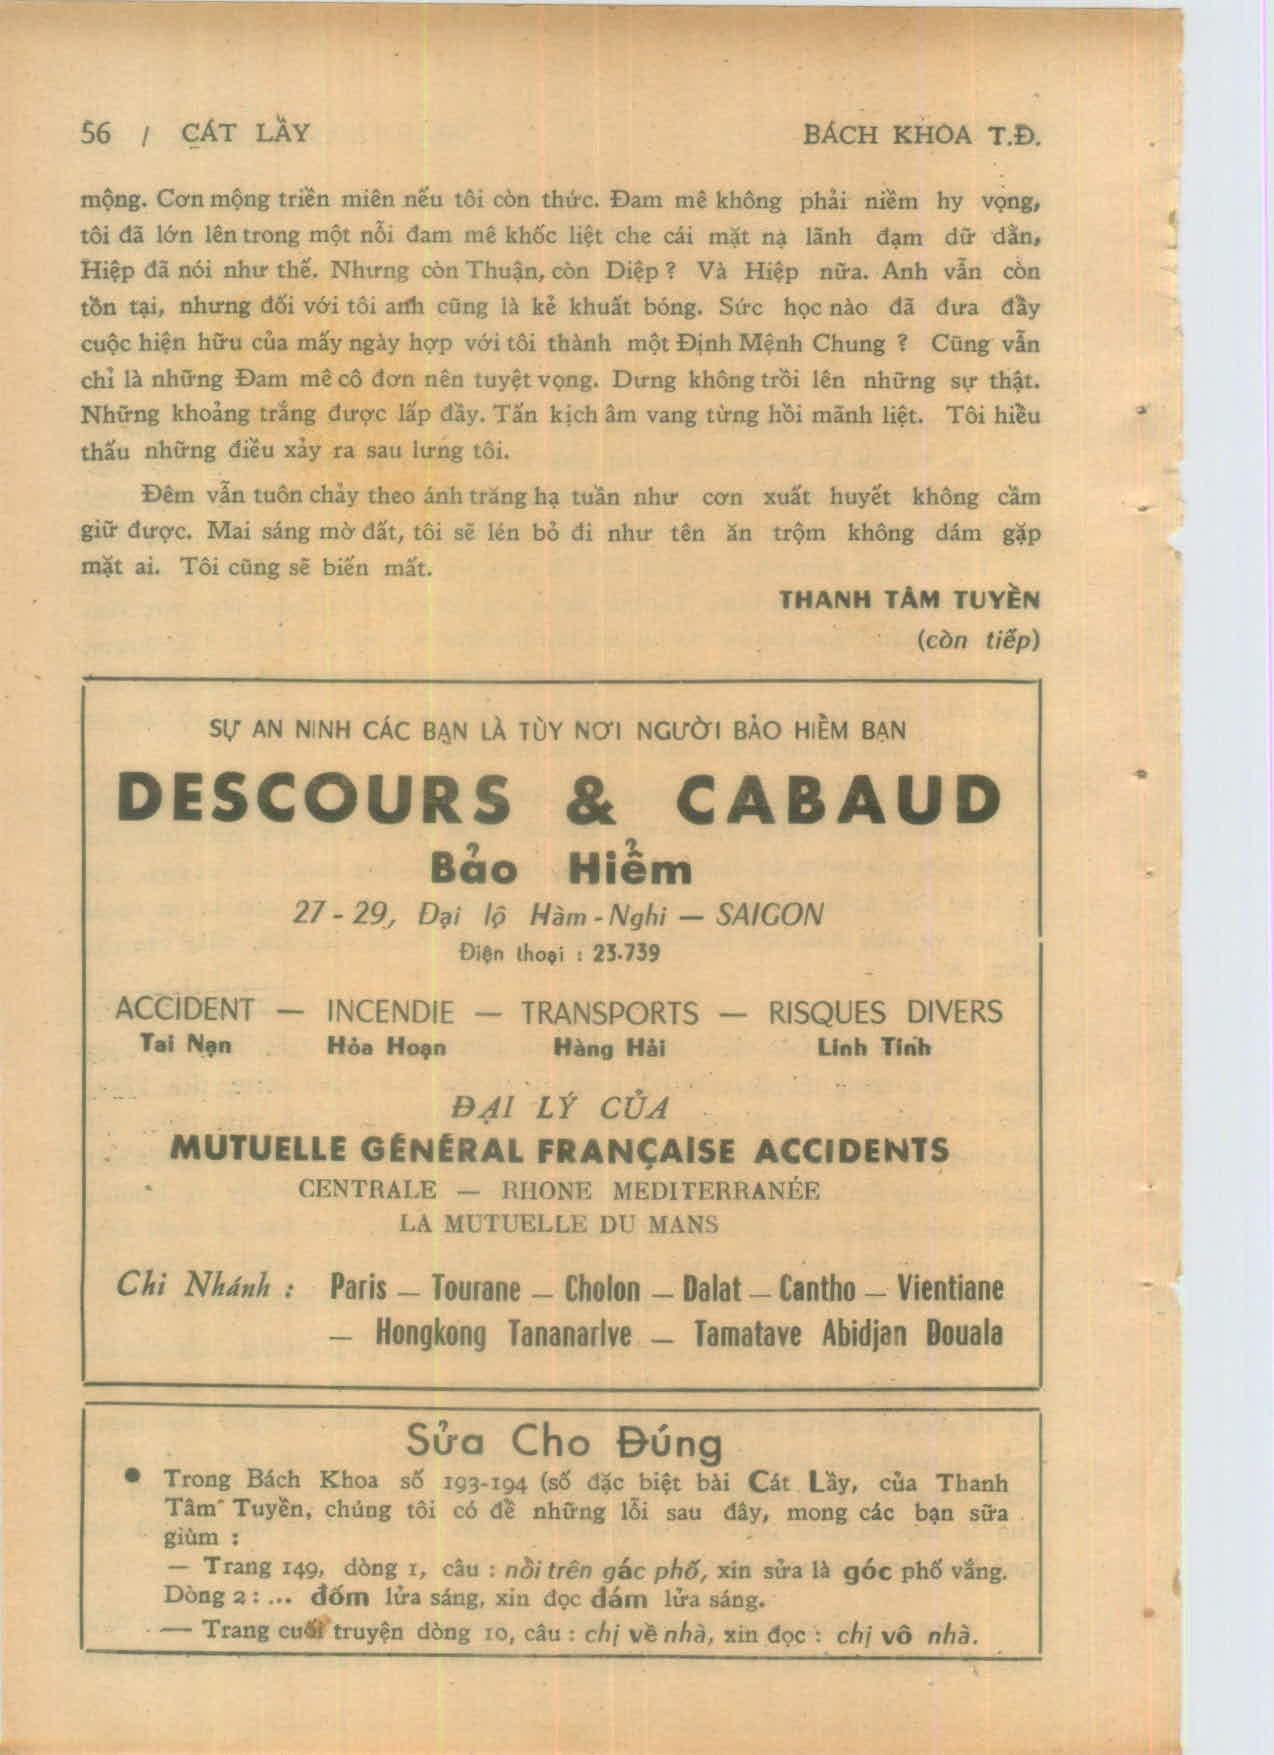 56 / CÁT LẦY
BÁCH KHOA T.Đ.
mộng. Cơn mộng triền miên nếu tôi còn thức. Đam mê không phải niềm hy vọng,
tôi đã lớn lên trong một nỗi đam mê khốc liệt che cái mặt nạ lãnh đạm dữ dằn,
Hiệp đã nói như thế. Nhưng còn Thuận, còn Diệp ? Và Hiệp nữa. Anh vẫn còn
tồn tại, nhưng đối với tôi anh cũng là kẻ khuất bóng. Sức học nào đã đưa đầy
cuộc hiện hữu của mấy ngày hợp với tôi thành một Định Mệnh Chung ? Cũng vẫn
chỉ là những Đam mê cô đơn nên tuyệt vọng. Dưng không trồi lên những sự thật.
Những khoảng trắng được lấp đầy. Tấn kịch âm vang từng hồi mãnh liệt. Tôi hiểu
thấu những điều xảy ra sau lưng tôi.
Đêm vẫn tuôn chảy theo ánh trăng hạ tuần như cơn xuất huyết không cầm
giữ được. Mai sáng mờ đất, tôi sẽ lén bỏ đi như tên ăn trộm không dám gặp
mặt ai. Tôi cũng sẽ biến mất.
THANH TÂM TUYỀN
(còn tiếp)
SỰ AN NINH CÁC BẠN LÀ TÙY NƠI NGƯỜI BẢO HIỂM BẠN
DESCOURS & CABAUD
Bảo Hiểm
27 - 29, Đại lộ Hàm - Nghi — SAIGON
Điện thoại : 23.739
ACCIDENT — INCENDIE — TRANSPORTS — RISQUES DIVERS
Tai Nạn Hỏa Hoạn Hàng Hải Linh Tinh
ĐẠI LÝ CỦA
MUTUELLE GÉNÉRAL FRANÇAISE ACCIDENTS
CENTRALE — RHONE MEDITERRANÉE
LA MUTUELLE DU MANS
Chi Nhánh : Paris — Tourane — Cholon — Dalat — Cantho — Vientiane
— Hongkong Tananarive — Tamatave Abidjan Douala
Sửa Cho Đúng
● Trong Bách Khoa số 193-194 (số đặc biệt bài Cát Lầy, của Thanh
Tâm Tuyền, chúng tôi có để những lỗi sau đây, mong các bạn sữa
giùm :
— Trang 149, dòng 1, câu : nồi trên gác phố, xin sửa là góc phố vắng.
Dòng 2 : ... đốm lửa sáng, xin đọc đám lửa sáng.
— Trang cuối truyện dòng 10, câu : chị về nhà, xin đọc : chị vô nhà.